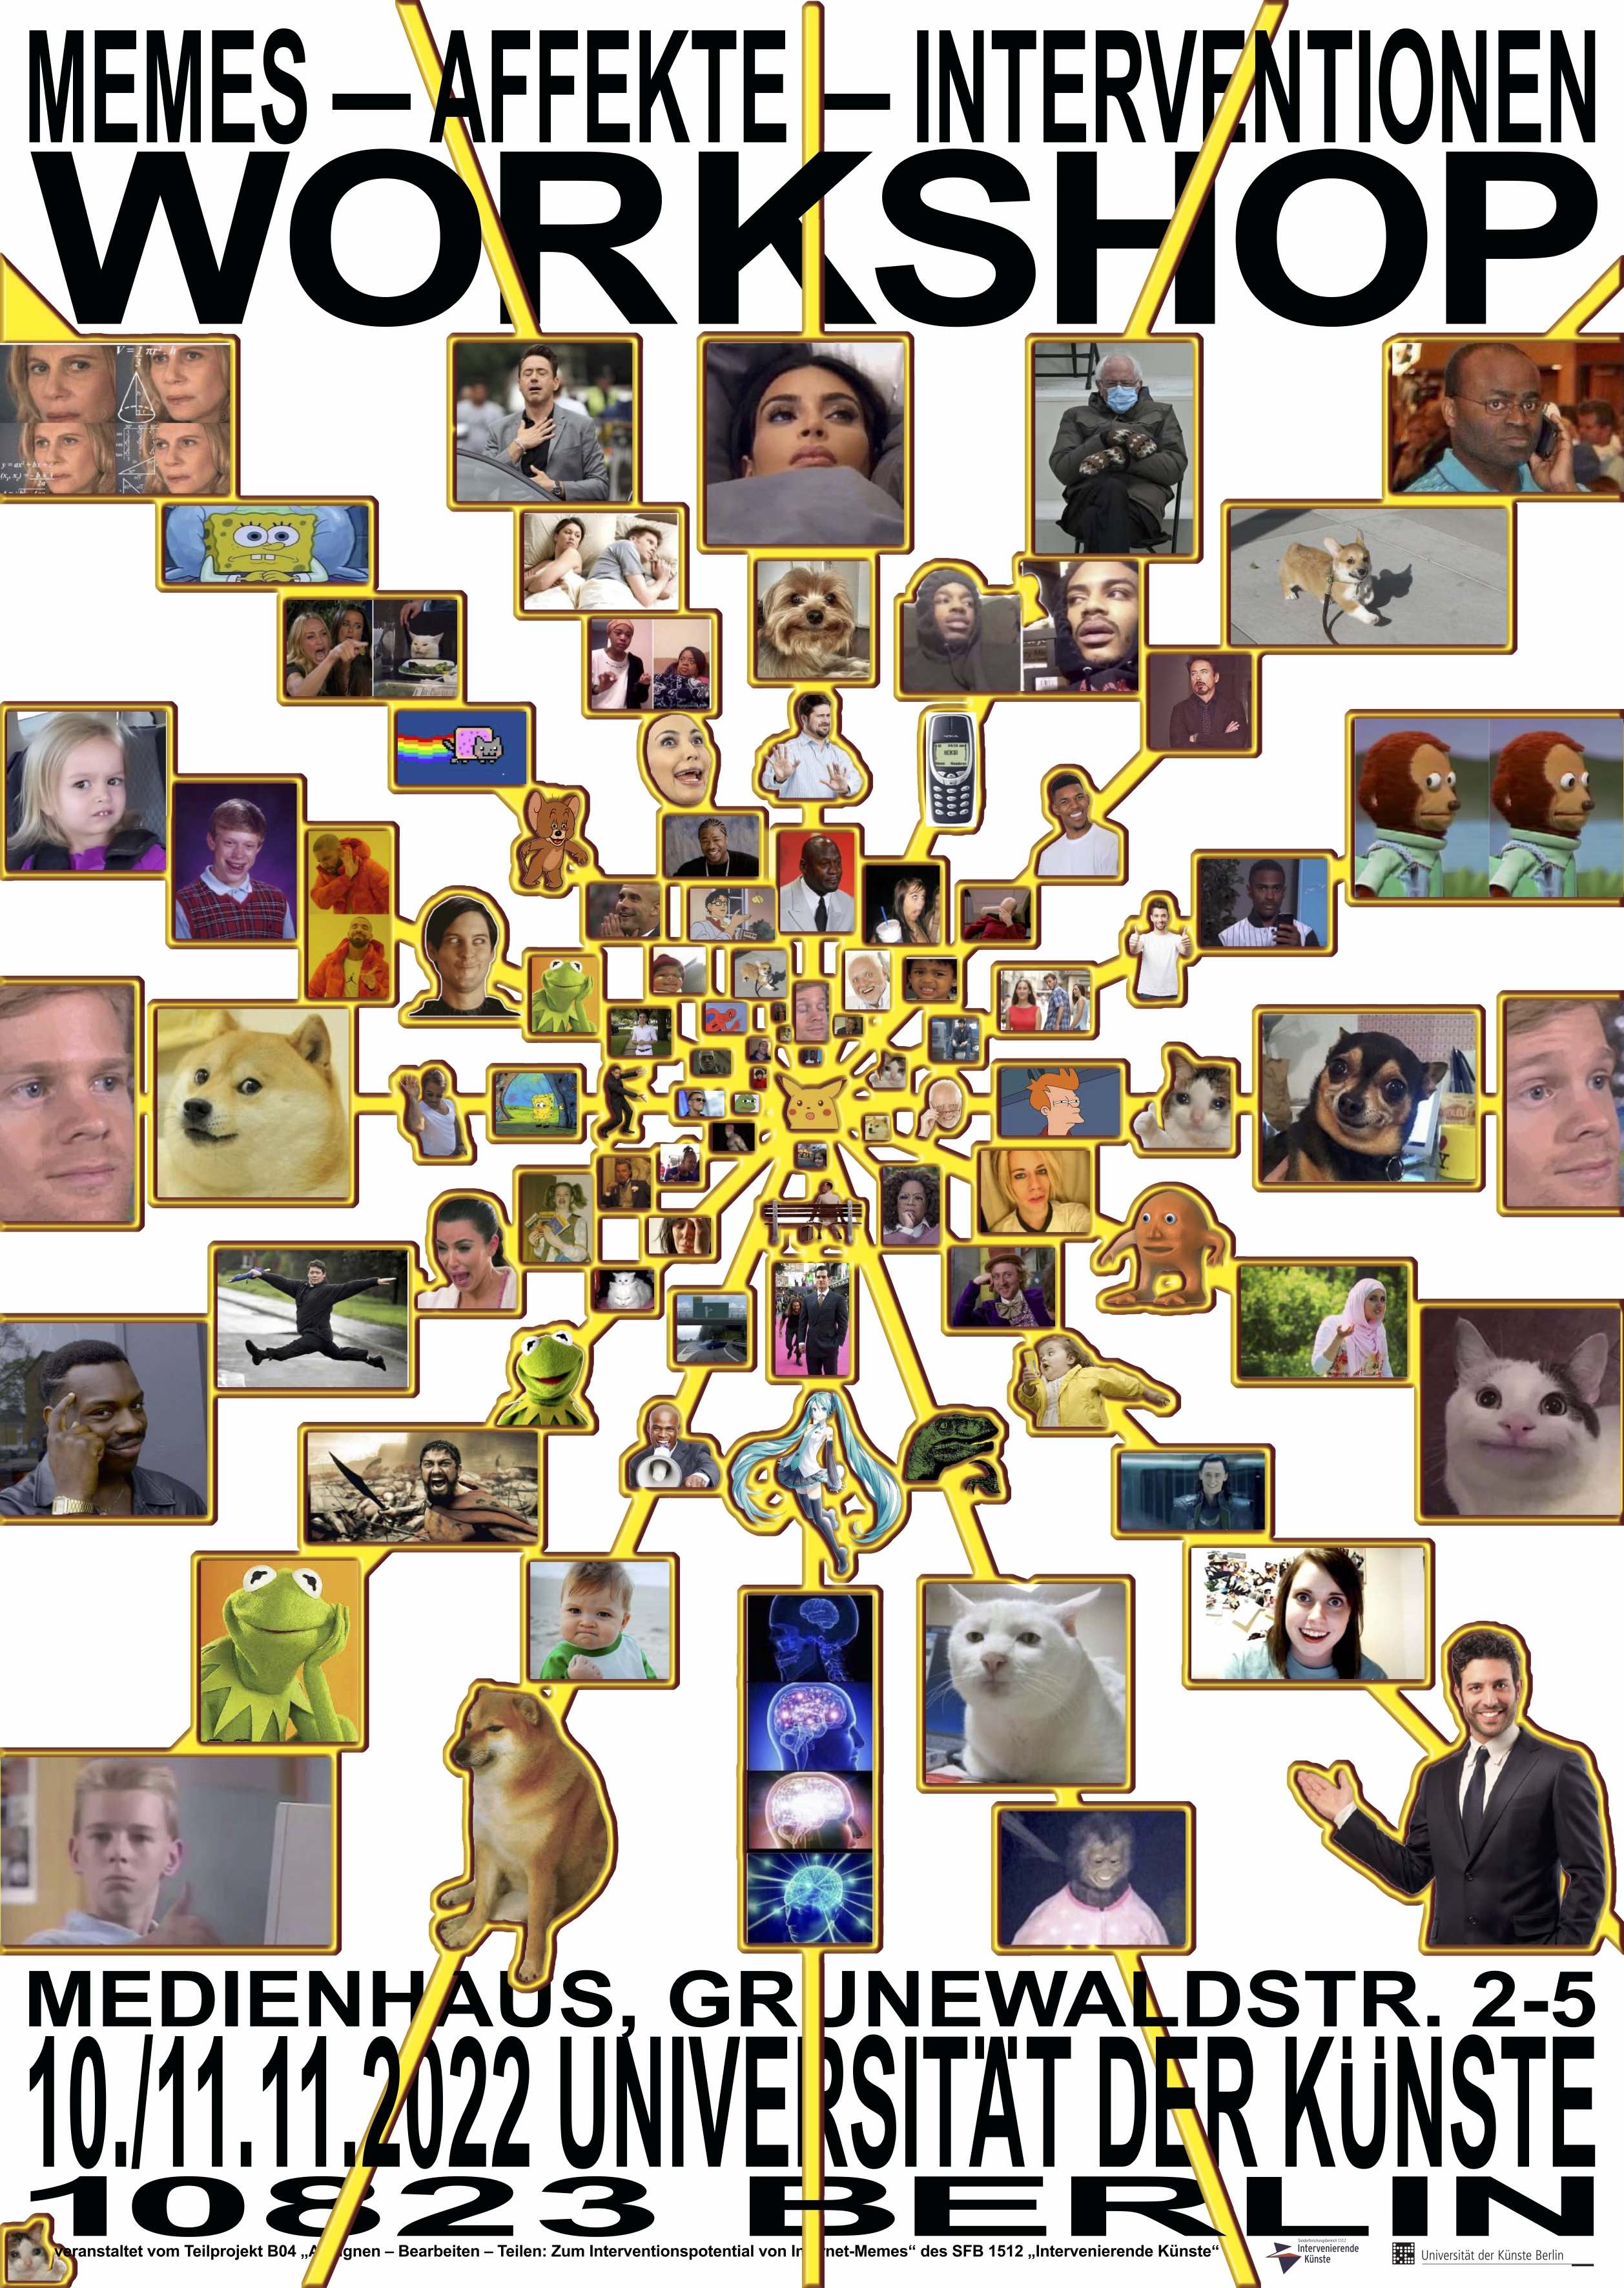 MEMES — AFFEKTE — INTERVENTIONEN
WORKSHOP
MEDIENHAUS, GRUNEWALDSTR. 2-5
10./11.11.2022 UNIVERSITÄT DER KÜNSTE
10823 BERLIN
veranstaltet vom Teilprojekt B04 „Aneignen – Bearbeiten – Teilen: Zum Interventionspotential von Internet-Memes“ des SFB 1512 „Intervenierende Künste“
Sonderforschungsbereich 1512
Intervenierende
Künste
Universität der Künste Berlin